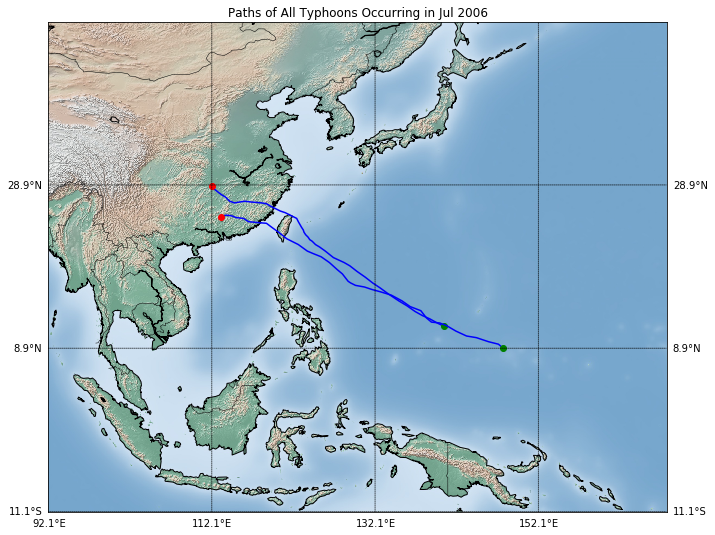 Paths of All Typhoons Occurring in Jul 2006
28.9°N 28.9°N
8.9°N 8.9°N
11.1°S 11.1°S
92.1°E 112.1°E 132.1°E 152.1°E